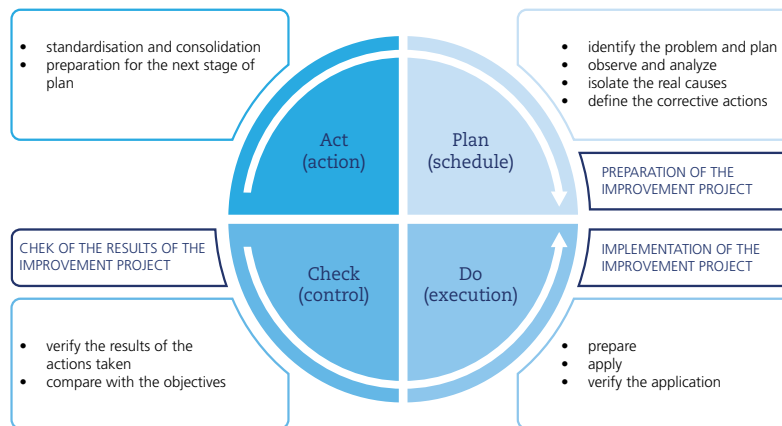 • standardisation and consolidation
• preparation for the next stage of
plan
• identify the problem and plan
• observe and analyze
• isolate the real causes
• define the corrective actions
Act
(action)
Plan
(schedule)
PREPARATION OF THE
IMPROVEMENT PROJECT
CHEK OF THE RESULTS OF THE
IMPROVEMENT PROJECT
Check
(control)
Do
(execution)
IMPLEMENTATION OF THE
IMPROVEMENT PROJECT
• verify the results of the
actions taken
• compare with the objectives
• prepare
• apply
• verify the application